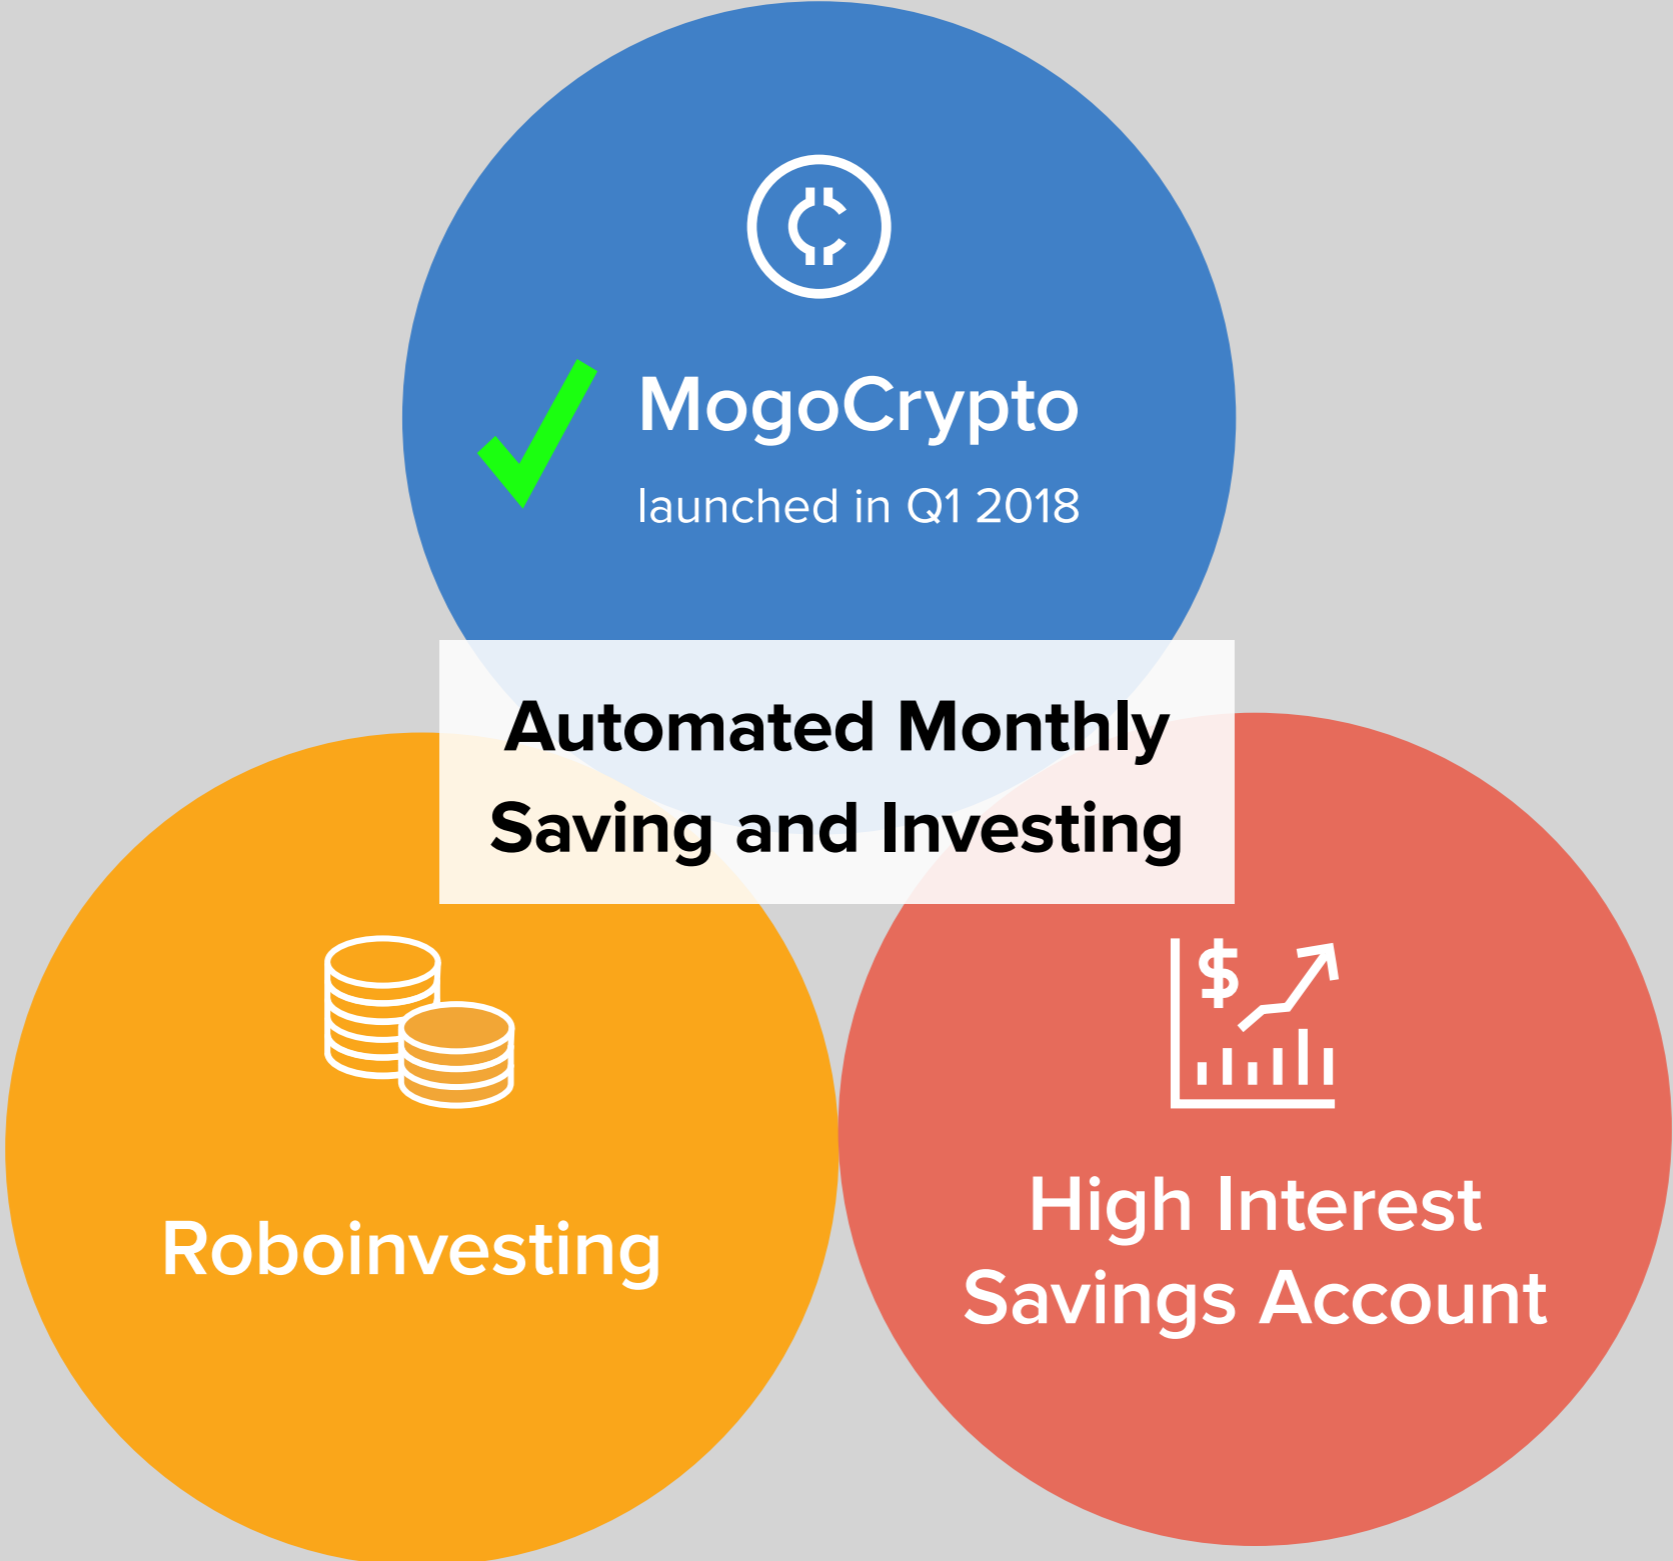 MogoCrypto
launched in Q1 2018
Automated Monthly
Saving and Investing
Roboinvesting
$
High Interest
Savings Account